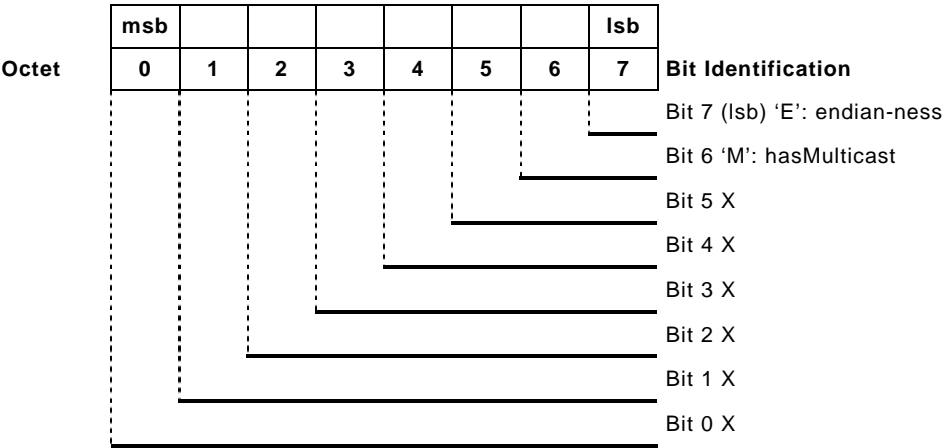 msb lsb
Octet 0 1 2 3 4 5 6 7 Bit Identification
Bit 7 (lsb) ‘E’: endian-ness
Bit 6 ‘M’: hasMulticast
Bit 5 X
Bit 4 X
Bit 3 X
Bit 2 X
Bit 1 X
Bit 0 X